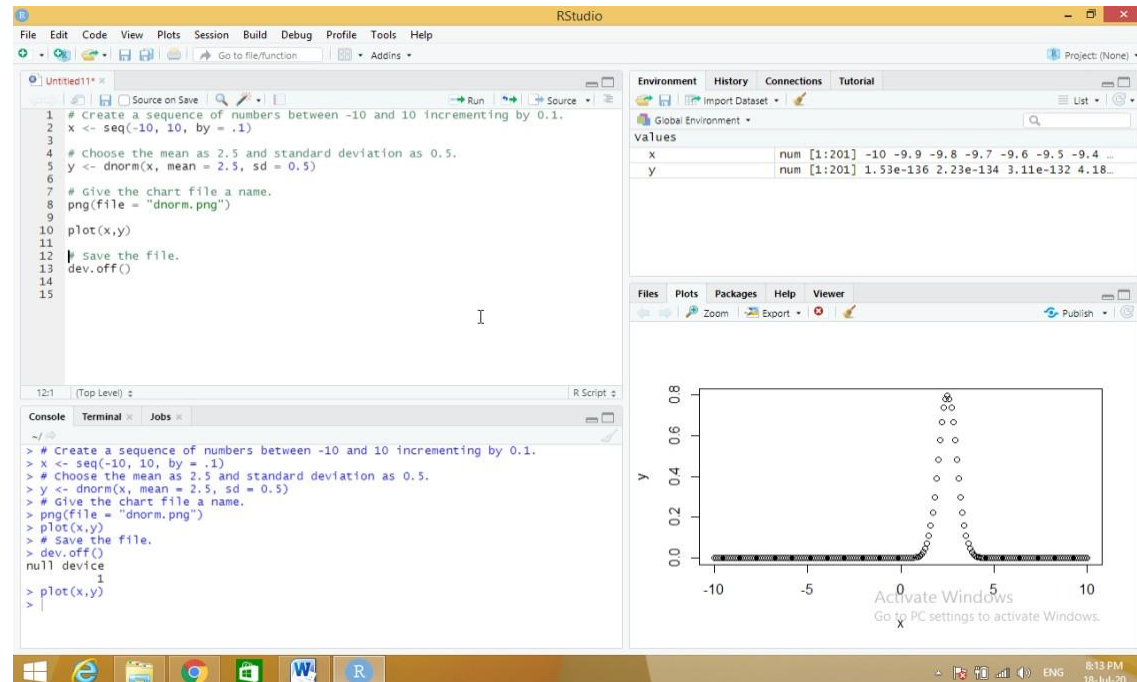 RStudio
File Edit Code View Plots Session Build Debug Profile Tools Help
Go to file/function Addins Project: (None)
Untitled11*
Source on Save Run Source
1 # Create a sequence of numbers between -10 and 10 incrementing by 0.1.
2 x <- seq(-10, 10, by = .1)
3
4 # Choose the mean as 2.5 and standard deviation as 0.5.
5 y <- dnorm(x, mean = 2.5, sd = 0.5)
6
7 # Give the chart file a name.
8 png(file = "dnorm.png")
9
10 plot(x,y)
11
12 # Save the file.
13 dev.off()
14
15
12:1 (Top Level) R Script
Console Terminal Jobs
~/
> # Create a sequence of numbers between -10 and 10 incrementing by 0.1.
> x <- seq(-10, 10, by = .1)
> # Choose the mean as 2.5 and standard deviation as 0.5.
> y <- dnorm(x, mean = 2.5, sd = 0.5)
> # Give the chart file a name.
> png(file = "dnorm.png")
> plot(x,y)
> # Save the file.
> dev.off()
null device
1
> plot(x,y)
>
Environment History Connections Tutorial
Import Dataset List
Global Environment
values
x num [1:201] -10 -9.9 -9.8 -9.7 -9.6 -9.5 -9.4 …
y num [1:201] 1.53e-136 2.23e-134 3.11e-132 4.18…
Files Plots Packages Help Viewer
Zoom Export Publish
0.8
0.6
0.4
0.2
0.0
y
-10 -5 0 5 10
x
Activate Windows
Go to PC settings to activate Windows.
ENG 8:13 PM
18-Jul-20